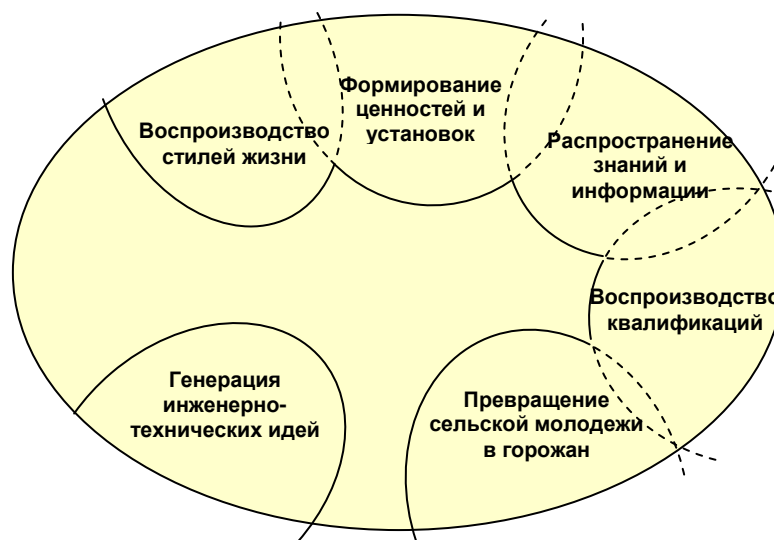 Формирование
ценностей и
установок
Воспроизводство
стилей жизни
Распространение
знаний и
информации
Воспроизводство
квалификаций
Генерация
инженерно-
технических идей
Превращение
сельской молодежи
в горожан